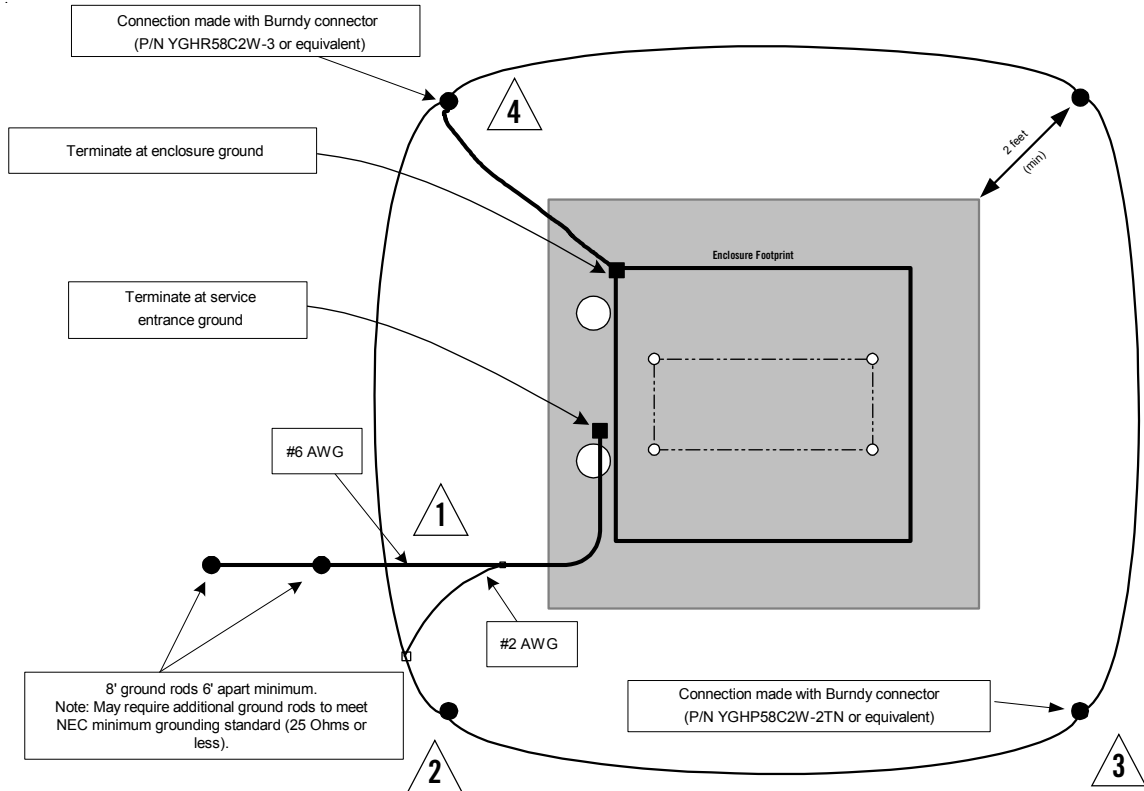 Connection made with Burndy connector
(P/N YGHR58C2W-3 or equivalent)
4
2 feet
(min)
Terminate at enclosure ground
Enclosure Footprint
Terminate at service
entrance ground
#6 AWG
1
#2 AWG
8' ground rods 6' apart minimum.
Note: May require additional ground rods to meet
NEC minimum grounding standard (25 Ohms or
less).
Connection made with Burndy connector
(P/N YGHP58C2W-2TN or equivalent)
2
3